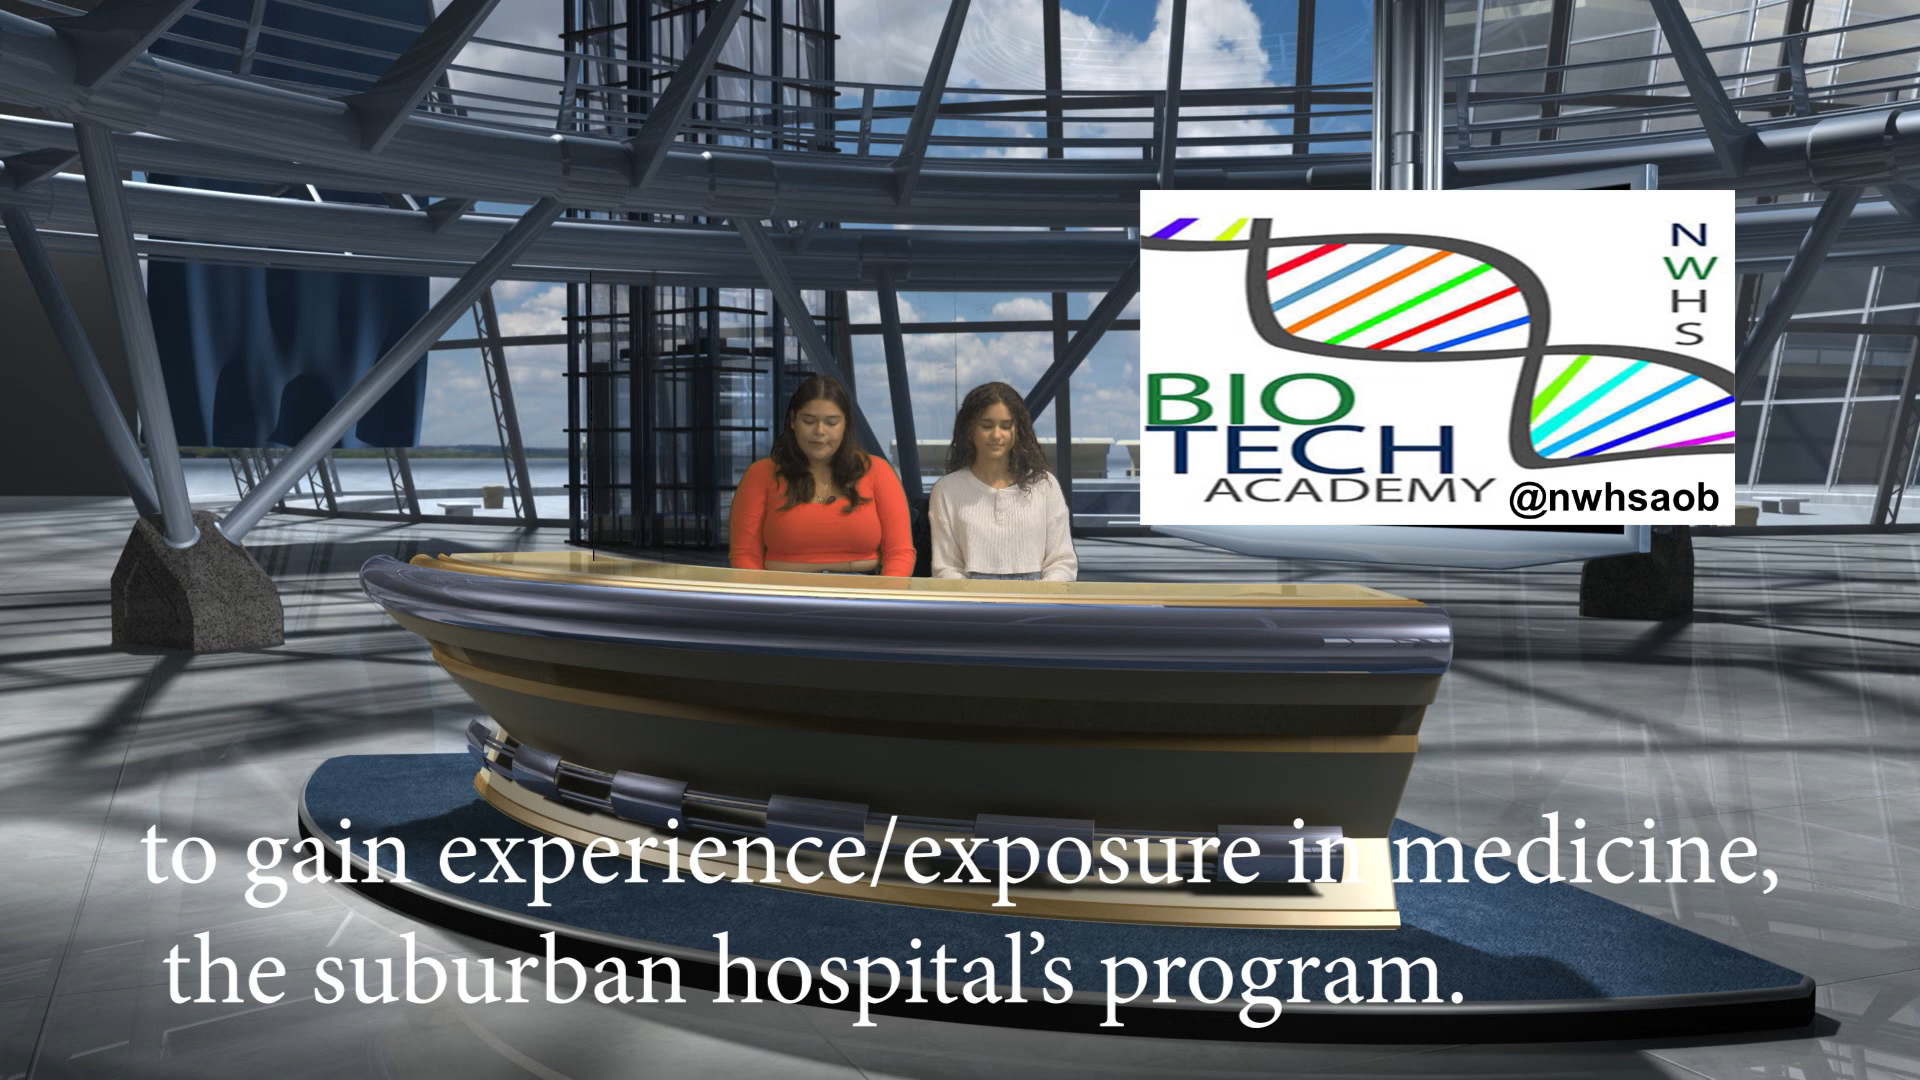 N
W
H
S
BIO
TECH
ACADEMY @nwhsaob
to gain experience/exposure in medicine,
the suburban hospital’s program.